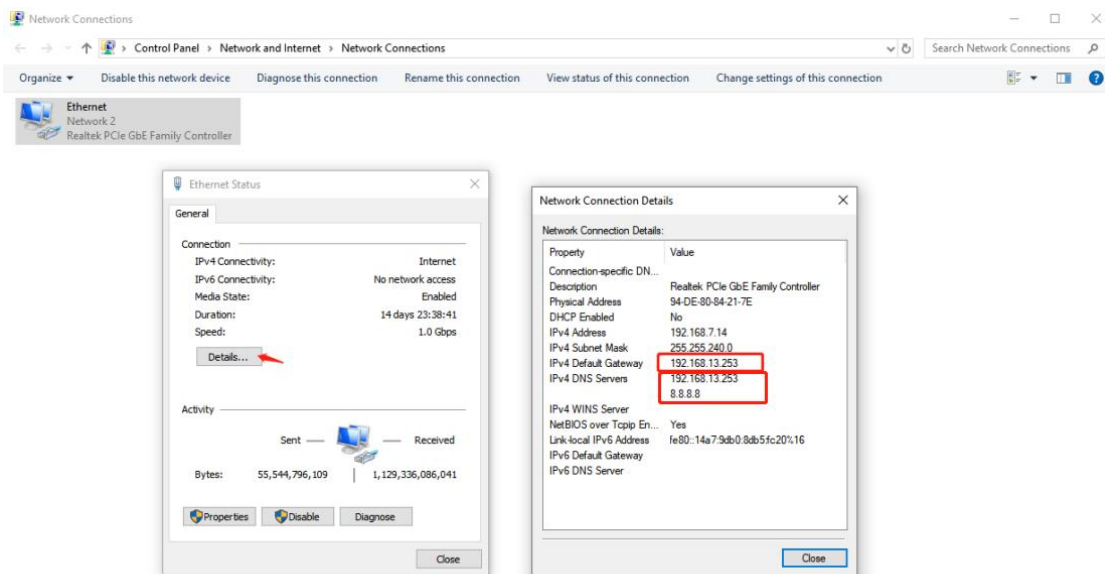 Network Connections
Control Panel > Network and Internet > Network Connections
Search Network Connections
Organize
Disable this network device
Diagnose this connection
Rename this connection
View status of this connection
Change settings of this connection
Ethernet
Network 2
Realtek PCIe GbE Family Controller
Ethernet Status
General
Connection
IPv4 Connectivity: Internet
IPv6 Connectivity: No network access
Media State: Enabled
Duration: 14 days 23:38:41
Speed: 1.0 Gbps
Details...
Activity
Sent — — Received
Bytes: 55,544,796,109 | 1,129,336,086,041
Properties
Disable
Diagnose
Close
Network Connection Details
Network Connection Details:
Property Value
Connection-specific DN...
Description Realtek PCIe GbE Family Controller
Physical Address 94-DE-80-84-21-7E
DHCP Enabled No
IPv4 Address 192.168.7.14
IPv4 Subnet Mask 255.255.240.0
IPv4 Default Gateway 192.168.13.253
IPv4 DNS Servers 192.168.13.253
8.8.8.8
IPv4 WINS Server
NetBIOS over Tcpip En... Yes
Link-local IPv6 Address fe80::14a7:9db0:8db5:fc20%16
IPv6 Default Gateway
IPv6 DNS Server
Close